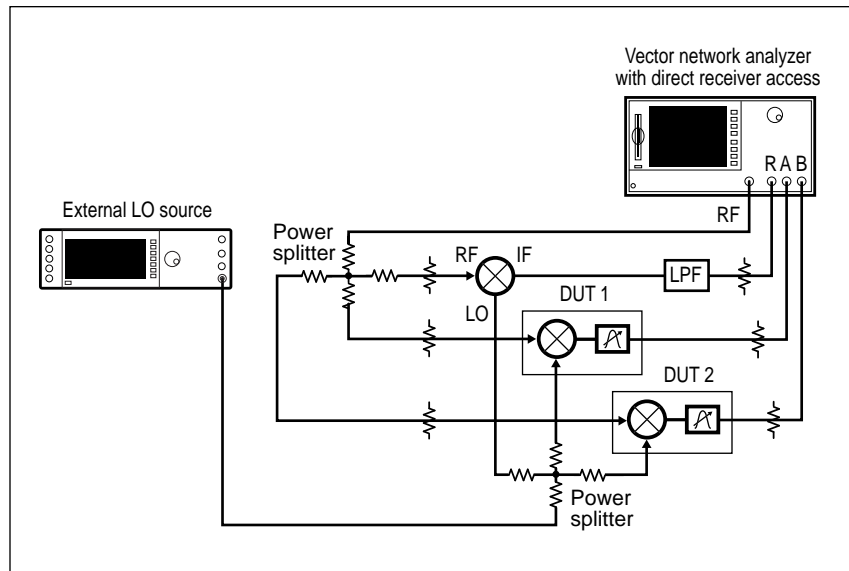 Vector network analyzer
with direct receiver access
R A B
RF
External LO source
Power
splitter
RF
IF
LPF
LO
DUT 1
DUT 2
Power
splitter